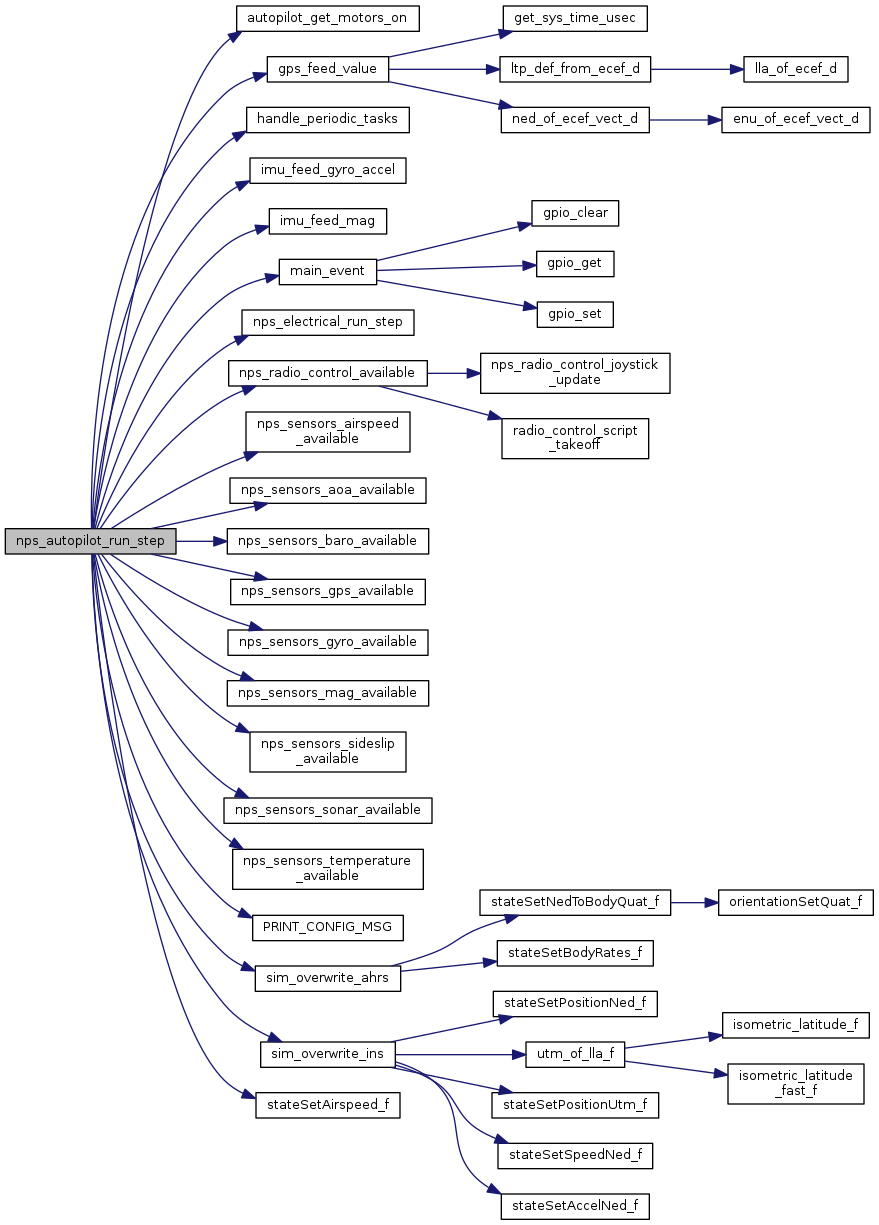 autopilot_get_motors_on
get_sys_time_usec
gps_feed_value
ltp_def_from_ecef_d
lla_of_ecef_d
handle_periodic_tasks
ned_of_ecef_vect_d
enu_of_ecef_vect_d
imu_feed_gyro_accel
imu_feed_mag
gpio_clear
main_event
gpio_get
gpio_set
nps_electrical_run_step
nps_radio_control_available
nps_radio_control_joystick
_update
nps_sensors_airspeed
_available
radio_control_script
_takeoff
nps_sensors_aoa_available
nps_autopilot_run_step
nps_sensors_baro_available
nps_sensors_gps_available
nps_sensors_gyro_available
nps_sensors_mag_available
nps_sensors_sideslip
_available
nps_sensors_sonar_available
nps_sensors_temperature
_available
stateSetNedToBodyQuat_f
orientationSetQuat_f
PRINT_CONFIG_MSG
stateSetBodyRates_f
sim_overwrite_ahrs
stateSetPositionNed_f
isometric_latitude_f
sim_overwrite_ins
utm_of_lla_f
isometric_latitude
_fast_f
stateSetAirspeed_f
stateSetPositionUtm_f
stateSetSpeedNed_f
stateSetAccelNed_f